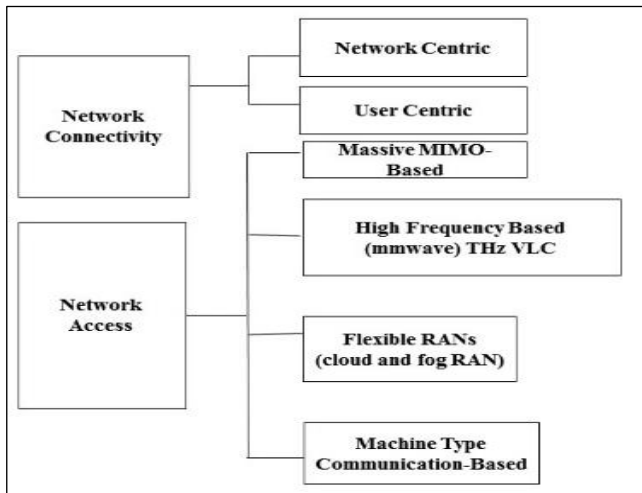 Network
Connectivity
Network Centric
User Centric
Network
Access
Massive MIMO-
Based
High Frequency Based
(mmwave) THz VLC
Flexible RANs
(cloud and fog RAN)
Machine Type
Communication-Based